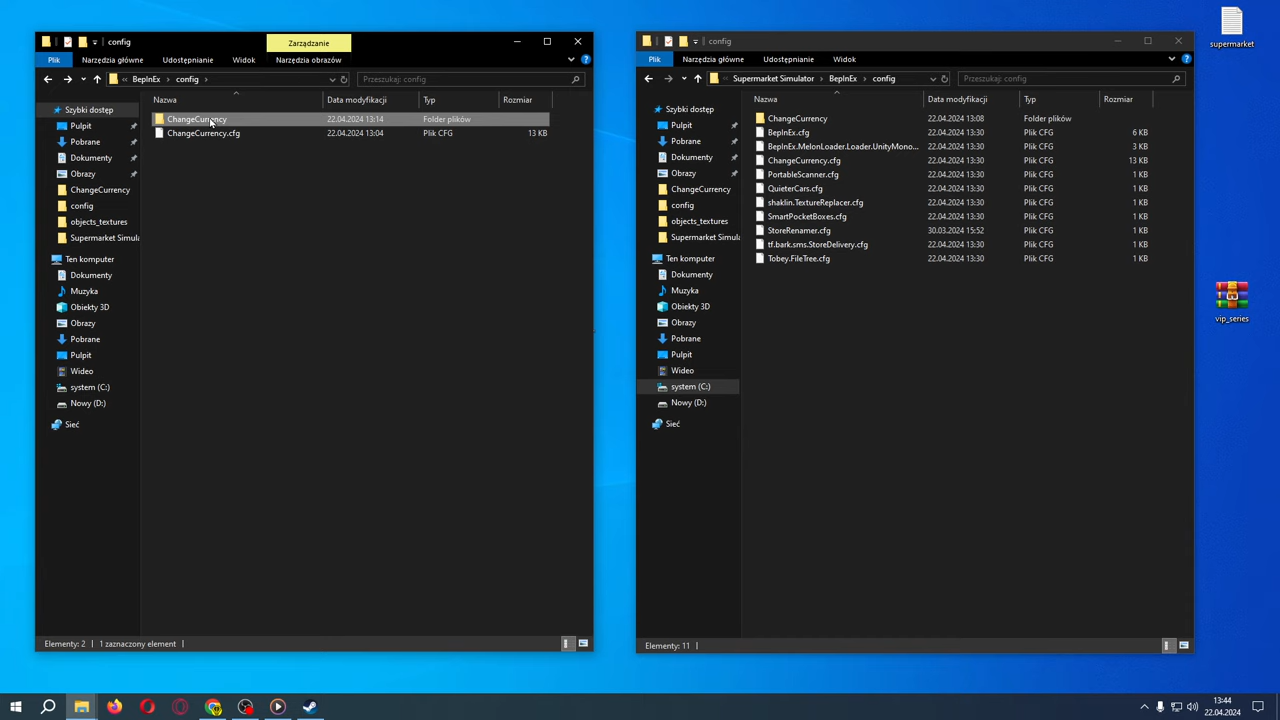 config
Zarządzanie
Plik
Narzędzia główne
Udostępnianie
Widok
Narzędzia obrazów
BepInEx
config
Przeszukaj: config
Nazwa
Data modyfikacji
Typ
Rozmiar
Szybki dostęp
Pulpit
Pobrane
Dokumenty
Obrazy
ChangeCurrency
config
objects_textures
Supermarket Simula
Ten komputer
Dokumenty
Muzyka
Obiekty 3D
Obrazy
Pobrane
Pulpit
Wideo
system (C:)
Nowy (D:)
Sieć
ChangeCurrency 22.04.2024 13:14 Folder plików
ChangeCurrency.cfg 22.04.2024 13:04 Plik CFG 13 KB
Elementy: 2
1 zaznaczony element
config
Plik
Narzędzia główne
Udostępnianie
Widok
Supermarket Simulator
BepInEx
config
Przeszukaj: config
Nazwa
Data modyfikacji
Typ
Rozmiar
Szybki dostęp
Pulpit
Pobrane
Dokumenty
Obrazy
ChangeCurrency
config
objects_textures
Supermarket Simula
Ten komputer
Dokumenty
Muzyka
Obiekty 3D
Obrazy
Pobrane
Pulpit
Wideo
system (C:)
Nowy (D:)
Sieć
ChangeCurrency 22.04.2024 13:08 Folder plików
BepInEx.cfg 22.04.2024 13:30 Plik CFG 6 KB
BepInEx.MelonLoader.Loader.UnityMono... 22.04.2024 13:30 Plik CFG 3 KB
ChangeCurrency.cfg 22.04.2024 13:30 Plik CFG 13 KB
PortableScanner.cfg 22.04.2024 13:30 Plik CFG 1 KB
QuieterCars.cfg 22.04.2024 13:30 Plik CFG 1 KB
shaklin.TextureReplacer.cfg 22.04.2024 13:30 Plik CFG 1 KB
SmartPocketBoxes.cfg 22.04.2024 13:30 Plik CFG 1 KB
StoreRenamer.cfg 30.03.2024 15:52 Plik CFG 1 KB
tf.bark.sms.StoreDelivery.cfg 22.04.2024 13:30 Plik CFG 1 KB
Tobey.FileTree.cfg 22.04.2024 13:30 Plik CFG 1 KB
Elementy: 11
supermarket
vip_series
13:44
22.04.2024